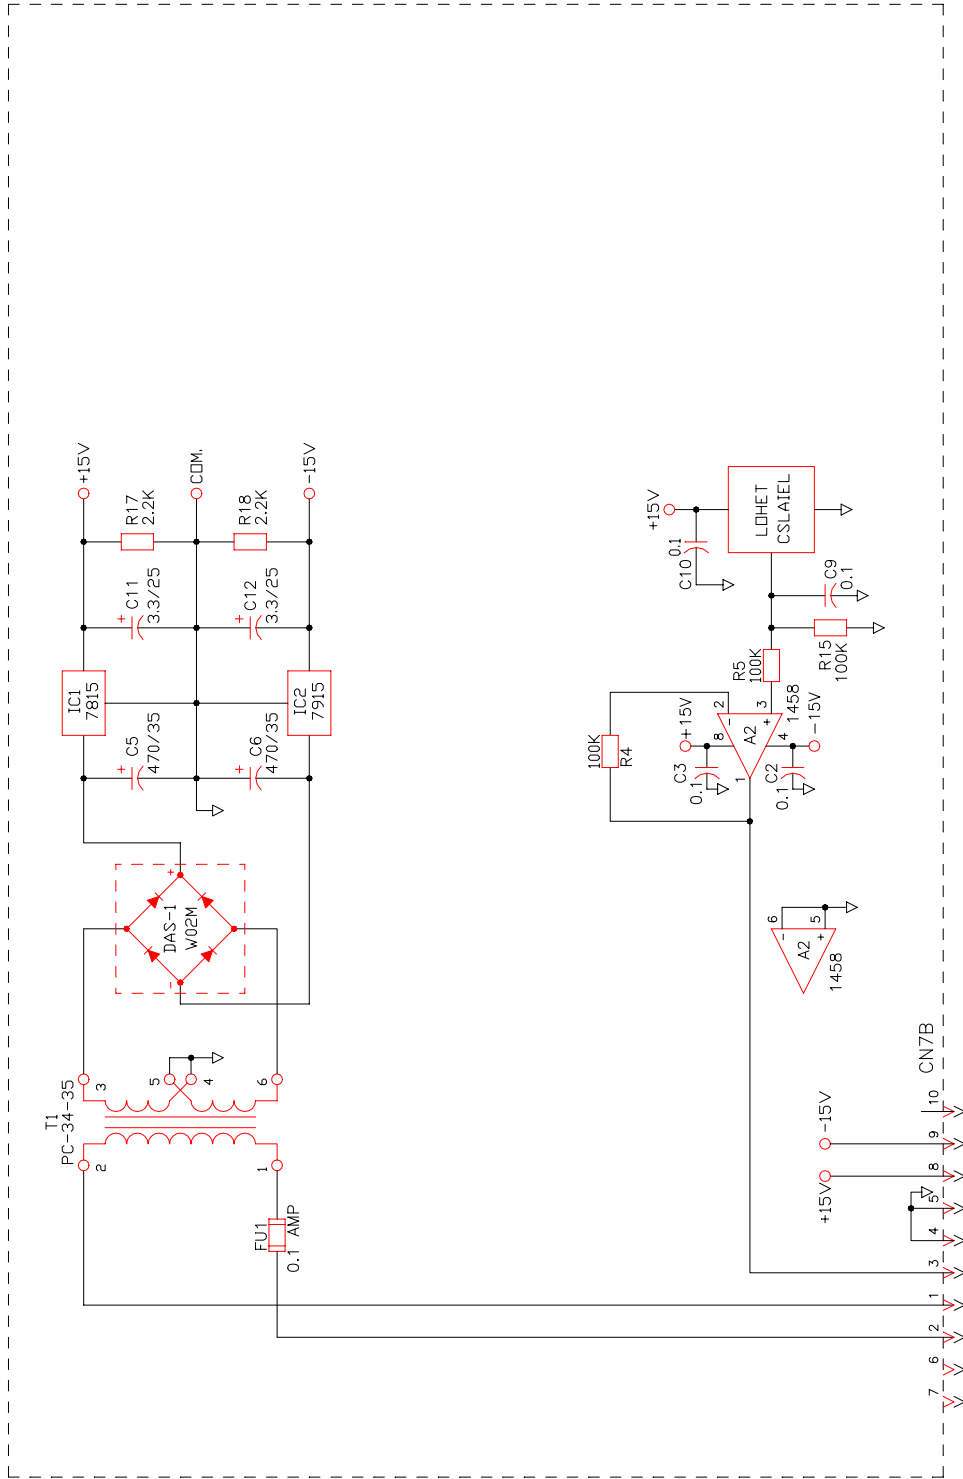 +15V
COM.
-15V
R17
2.2K
R18
2.2K
+
C11
3.3/25
+
C12
3.3/25
IC1
7815
IC2
7915
+
C5
470/35
+
C6
470/35
+
DAS-1
W02M
-
T1
PC-34-35
3
5
4
6
2
1
FU1
0.1 AMP
+15V
LOHET
CSLAIEL
C10
0.1
C9
0.1
R15
100K
R5
100K
R4
100K
2
3
-
+
A2
1458
8
4
1
+15V
-15V
C3
0.1
C2
0.1
6
5
-
+
A2
1458
CN7B
+15V
-15V
10
9
8
5
4
3
1
2
6
7